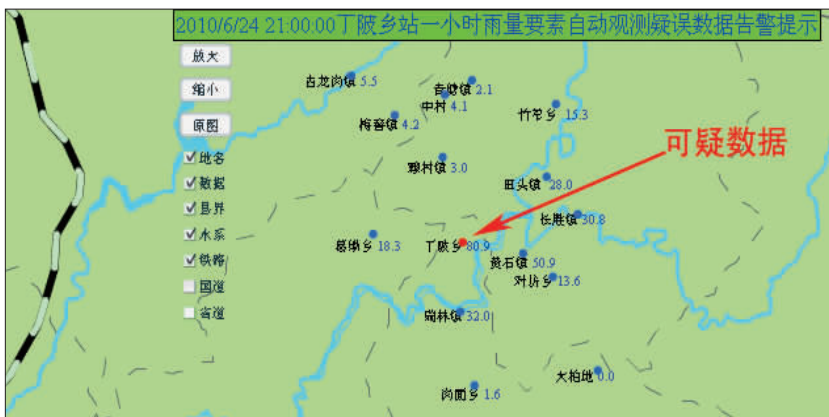 2010/6/24 21:00:00丁陂乡站一小时雨量要素自动观测疑误数据告警提示
放大
缩小
原图
地名
数据
县界
水系
铁路
国道
省道
古龙岗镇 5.5
青塘镇 2.1
中村 4.1
梅窖镇 4.2
竹笮乡 15.3
赖村镇 3.0
可疑数据
田头镇 28.0
长胜镇 30.8
葛坳乡 18.3
丁陂乡 80.9
黄石镇 50.9
对坊乡 13.6
瑞林镇 32.0
大柏地 0.0
岗面乡 1.6